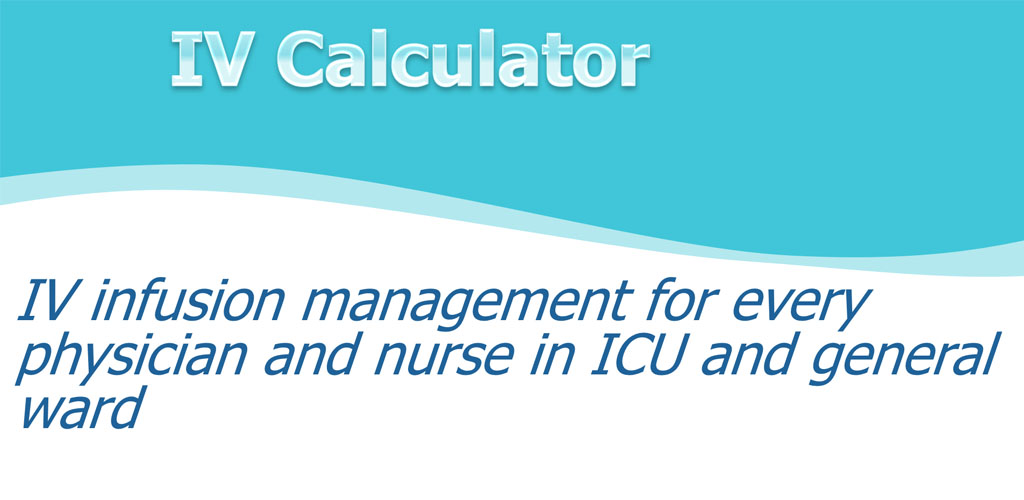 IV Calculator
IV infusion management for every
physician and nurse in ICU and general
ward